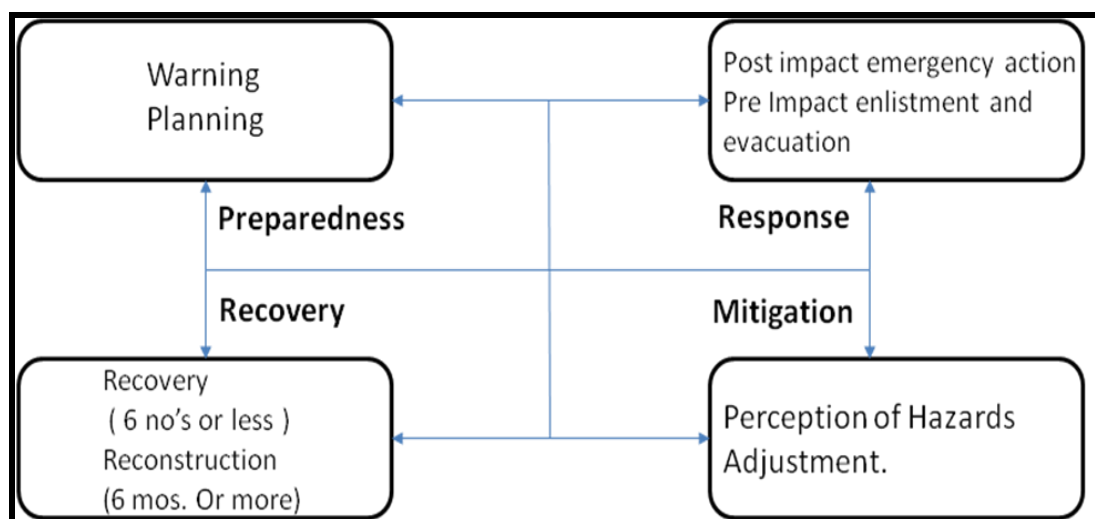 Warning
Planning
Post impact emergency action
Pre Impact enlistment and
evacuation
Preparedness
Response
Recovery
Mitigation
Recovery
( 6 no's or less )
Reconstruction
(6 mos. Or more)
Perception of Hazards
Adjustment.